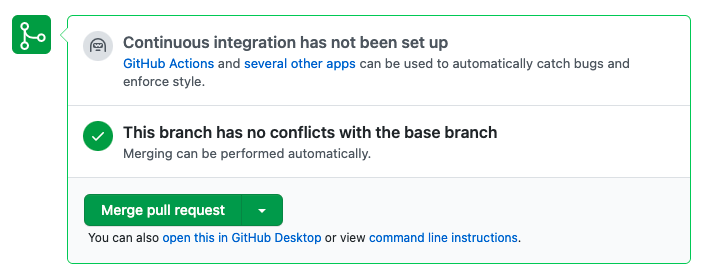 Continuous integration has not been set up
GitHub Actions and several other apps can be used to automatically catch bugs and
enforce style.
This branch has no conflicts with the base branch
Merging can be performed automatically.
Merge pull request
You can also open this in GitHub Desktop or view command line instructions.